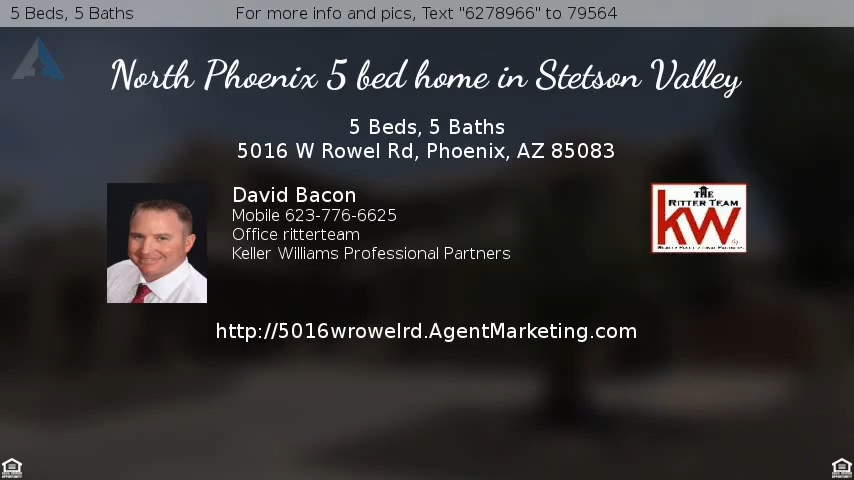 5 Beds, 5 Baths
For more info and pics, Text "6278966" to 79564
North Phoenix 5 bed home in Stetson Valley
5 Beds, 5 Baths
5016 W Rowel Rd, Phoenix, AZ 85083
David Bacon
Mobile 623-776-6625
Office ritterteam
Keller Williams Professional Partners
THE
RITTER TEAM
kw
http://5016wrowelrd.AgentMarketing.com